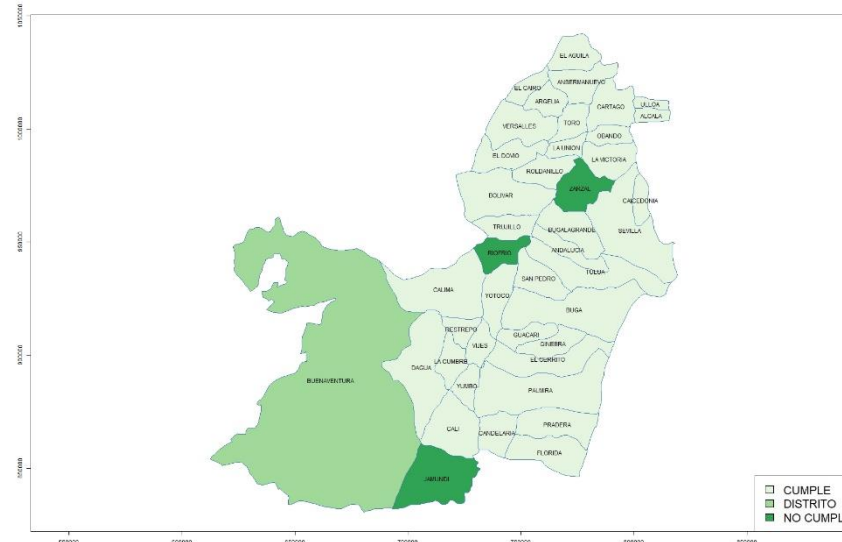 EL AGUILA
ANSERMANUEVO
EL CAIRO
ARGELIA
CARTAGO
ULLOA
ALCALA
VERSALLES
TORO
OBANDO
LA UNION
EL DOVIO
LA VICTORIA
ROLDANILLO
ZARZAL
BOLIVAR
CAICEDONIA
TRUJILLO
BUGALAGRANDE
SEVILLA
RIOFRIO
ANDALUCIA
TULUA
SAN PEDRO
CALIMA
YOTOCO
BUGA
RESTREPO
GUACARI
VIJES
GINEBRA
LA CUMBRE
EL CERRITO
DAGUA
BUENAVENTURA
YUMBO
PALMIRA
CALI
CANDELARIA
PRADERA
FLORIDA
JAMUNDI
CUMPLE
DISTRITO
NO CUMPL